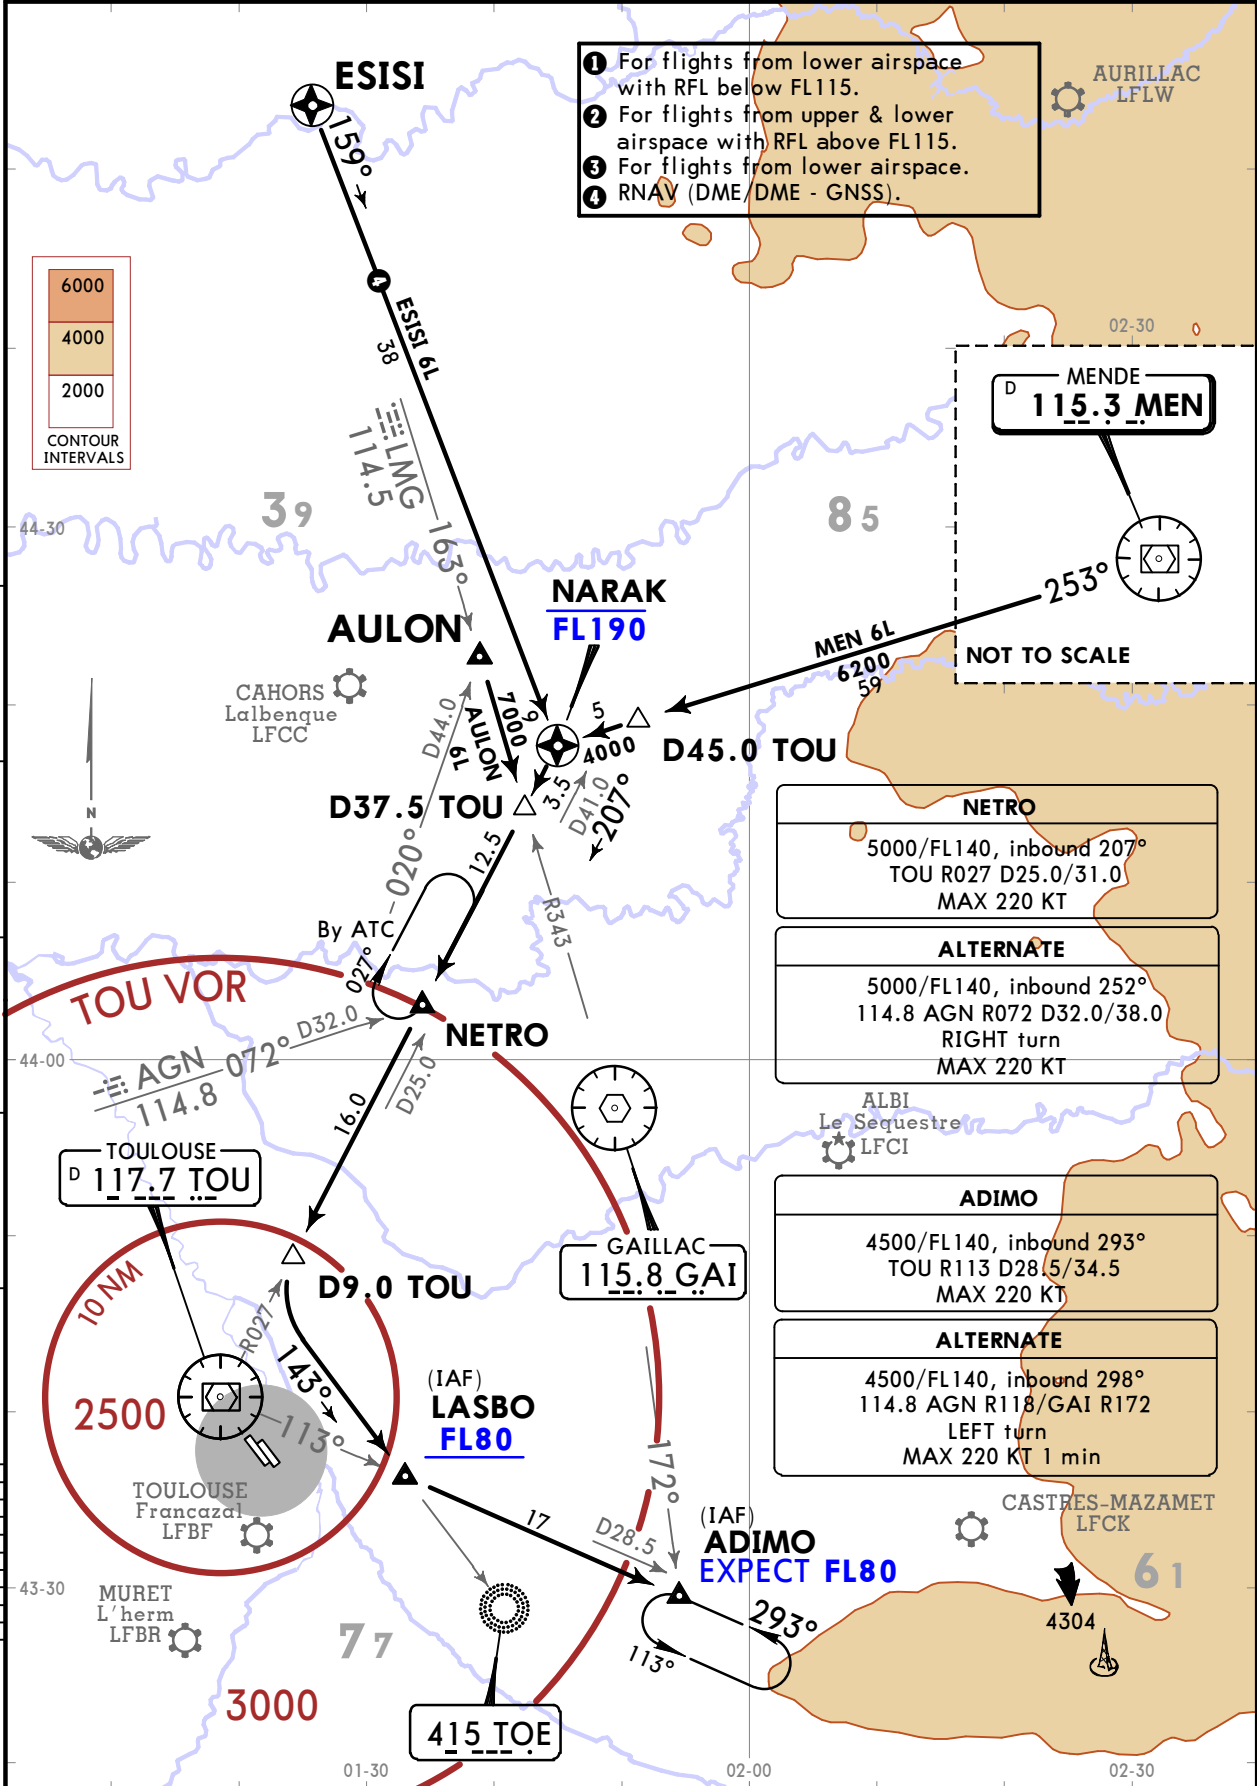 ESISI
159°
❶ For flights from lower airspace
with RFL below FL115.
❷ For flights from upper & lower
airspace with RFL above FL115.
❸ For flights from lower airspace.
❹ RNAV (DME/DME - GNSS).
AURILLAC
LFLW
6000
4000
2000
CONTOUR
INTERVALS
❹
ESISI 6L
38
LMG
114.5
163°
02-30
MENDE
D 115.3 MEN
253°
NOT TO SCALE
39
85
44-30
NARAK
FL190
AULON
MEN 6L
6200
59
CAHORS
Lalbenque
LFCC
D44.0
7000
AULON
6L
9
5
4000
D45.0 TOU
D37.5 TOU
3.5
D41.0
207°
N
020°
12.5
R343
By ATC
027°
NETRO
5000/FL140, inbound 207°
TOU R027 D25.0/31.0
MAX 220 KT
ALTERNATE
5000/FL140, inbound 252°
114.8 AGN R072 D32.0/38.0
RIGHT turn
MAX 220 KT
TOU VOR
NETRO
AGN 072° D32.0
114.8
D25.0
44-00
16.0
ALBI
Le Sequestre
LFCI
TOULOUSE
D 117.7 TOU
GAILLAC
115.8 GAI
ADIMO
4500/FL140, inbound 293°
TOU R113 D28.5/34.5
MAX 220 KT
ALTERNATE
4500/FL140, inbound 298°
114.8 AGN R118/GAI R172
LEFT turn
MAX 220 KT 1 min
10 NM
D9.0 TOU
R027
143°
2500
113°
(IAF)
LASBO
FL80
172°
TOULOUSE
Francazal
LFBF
17
D28.5
(IAF)
ADIMO
EXPECT FL80
CASTRES-MAZAMET
LFCK
61
43-30
MURET
L'herm
LFBR
77
293°
113°
4304
3000
415 TOE
01-30
02-00
02-30